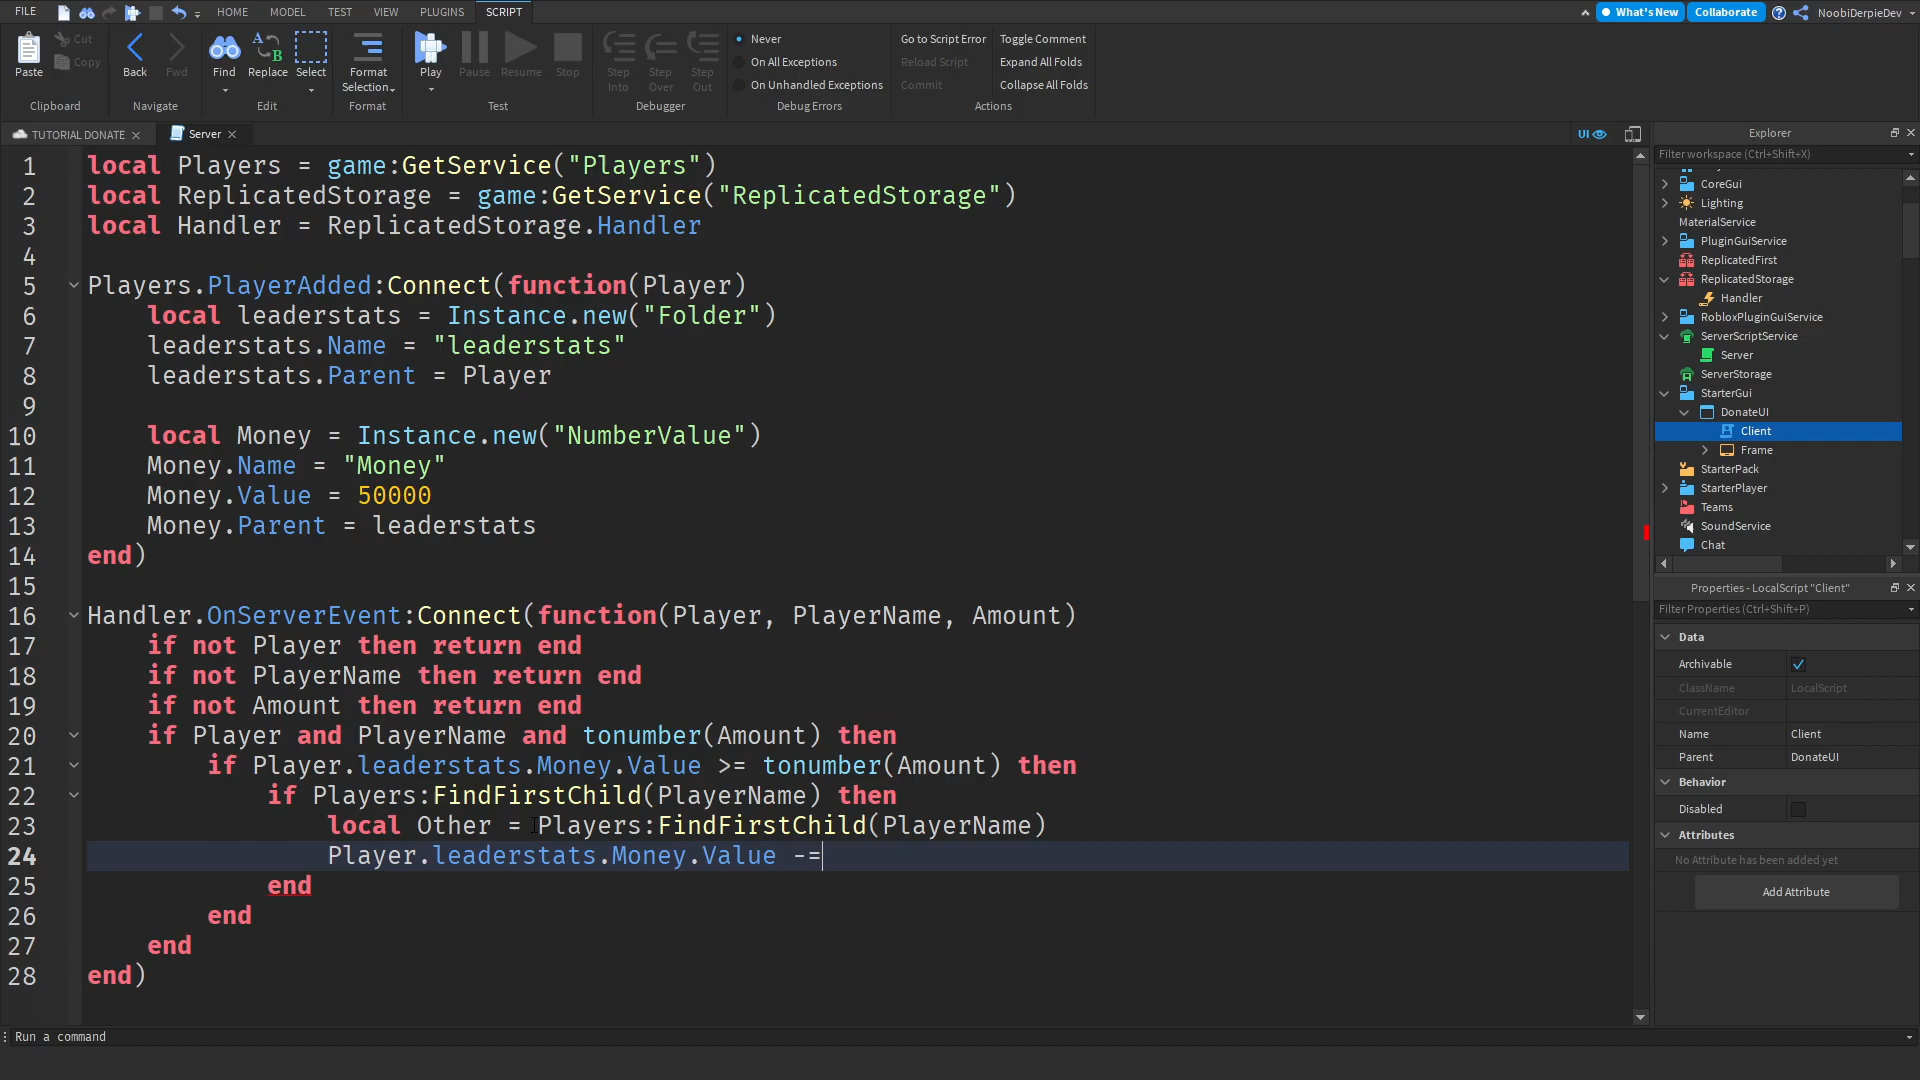 FILE HOME MODEL TEST VIEW PLUGINS SCRIPT What's New Collaborate NoobiDerpieDev
Paste Cut Copy Clipboard
Back Fwd Navigate
Find Replace Select Edit
Format Selection Format
Play Pause Resume Stop Test
Step Into Step Over Step Out Debugger
Never
On All Exceptions
On Unhandled Exceptions
Debug Errors
Go to Script Error Toggle Comment
Reload Script Expand All Folds
Commit Collapse All Folds
Actions
TUTORIAL DONATE Server UI
1 local Players = game:GetService("Players")
2 local ReplicatedStorage = game:GetService("ReplicatedStorage")
3 local Handler = ReplicatedStorage.Handler
4
5 Players.PlayerAdded:Connect(function(Player)
6 local leaderstats = Instance.new("Folder")
7 leaderstats.Name = "leaderstats"
8 leaderstats.Parent = Player
9
10 local Money = Instance.new("NumberValue")
11 Money.Name = "Money"
12 Money.Value = 50000
13 Money.Parent = leaderstats
14 end)
15
16 Handler.OnServerEvent:Connect(function(Player, PlayerName, Amount)
17 if not Player then return end
18 if not PlayerName then return end
19 if not Amount then return end
20 if Player and PlayerName and tonumber(Amount) then
21 if Player.leaderstats.Money.Value >= tonumber(Amount) then
22 if Players:FindFirstChild(PlayerName) then
23 local Other = Players:FindFirstChild(PlayerName)
24 Player.leaderstats.Money.Value -=
25 end
26 end
27 end
28 end)
Run a command
Explorer
Filter workspace (Ctrl+Shift+X)
CoreGui
Lighting
MaterialService
PluginGuiService
ReplicatedFirst
ReplicatedStorage
Handler
RobloxPluginGuiService
ServerScriptService
Server
ServerStorage
StarterGui
DonateUI
Client
Frame
StarterPack
StarterPlayer
Teams
SoundService
Chat
Properties - LocalScript "Client"
Filter Properties (Ctrl+Shift+P)
Data
Archivable
ClassName LocalScript
CurrentEditor
Name Client
Parent DonateUI
Behavior
Disabled
Attributes
No Attribute has been added yet
Add Attribute